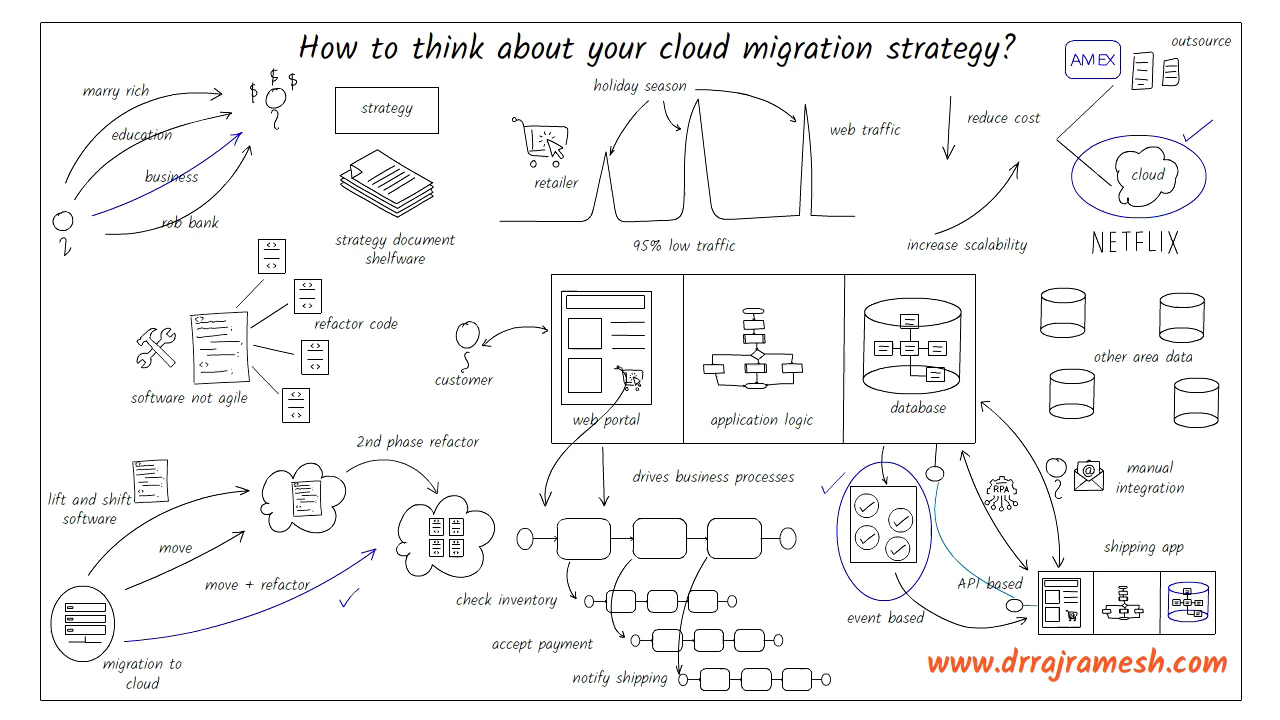 How to think about your cloud migration strategy?
marry rich
education
business
rob bank
$ $ $
strategy
strategy document
shelfware
holiday season
retailer
web traffic
95% low traffic
reduce cost
increase scalability
AMEX
outsource
cloud
NETFLIX
software not agile
refactor code
customer
web portal
application logic
database
other area data
2nd phase refactor
lift and shift
software
move
move + refactor
migration to
cloud
drives business processes
check inventory
accept payment
notify shipping
event based
RPA
API based
manual
integration
shipping app
www.drrajramesh.com